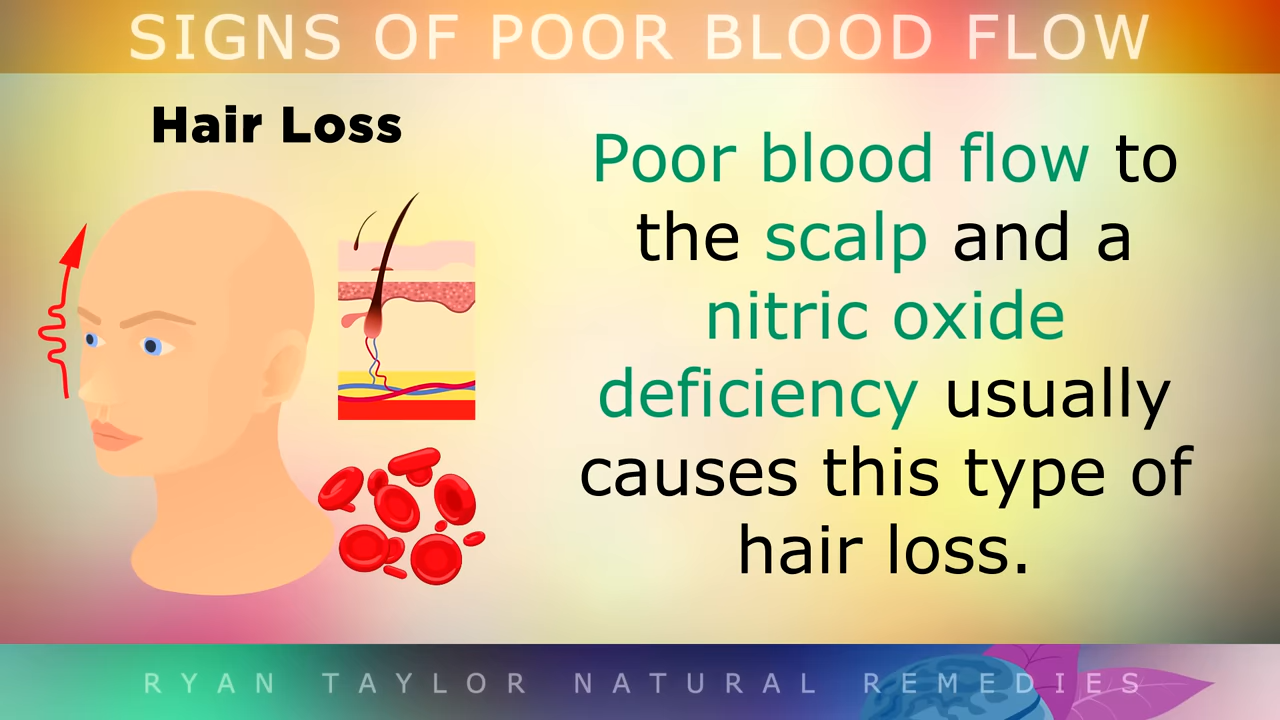 SIGNS OF POOR BLOOD FLOW
Hair Loss
Poor blood flow to
the scalp and a
nitric oxide
deficiency usually
causes this type of
hair loss.
RYAN TAYLOR NATURAL REMEDIES